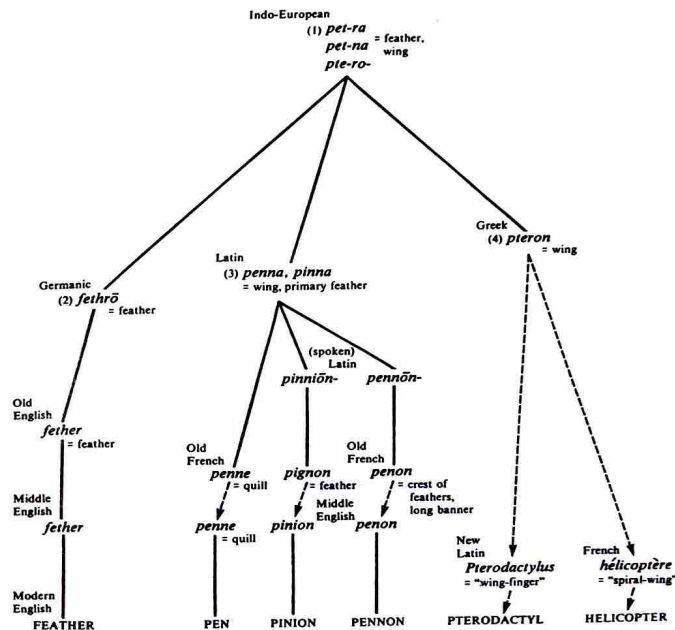 Indo-European
(1) pet-ra
pet-na = feather, wing
pte-ro-
Greek
(4) pteron
= wing
Latin
(3) penna, pinna
= wing, primary feather
Germanic
(2) fethrō
= feather
(spoken)
Latin
pinniōn- pennōn-
Old
English
fether
= feather
Old
French
penne
= quill
pignon
= feather
Old
French
penon
= crest of
feathers,
long banner
Middle
English
fether
penne
= quill
pinion
Middle
English
penon
New
Latin
Pterodactylus
= "wing-finger"
French
hélicoptère
= "spiral-wing"
Modern
English
FEATHER PEN PINION PENNON PTERODACTYL HELICOPTER